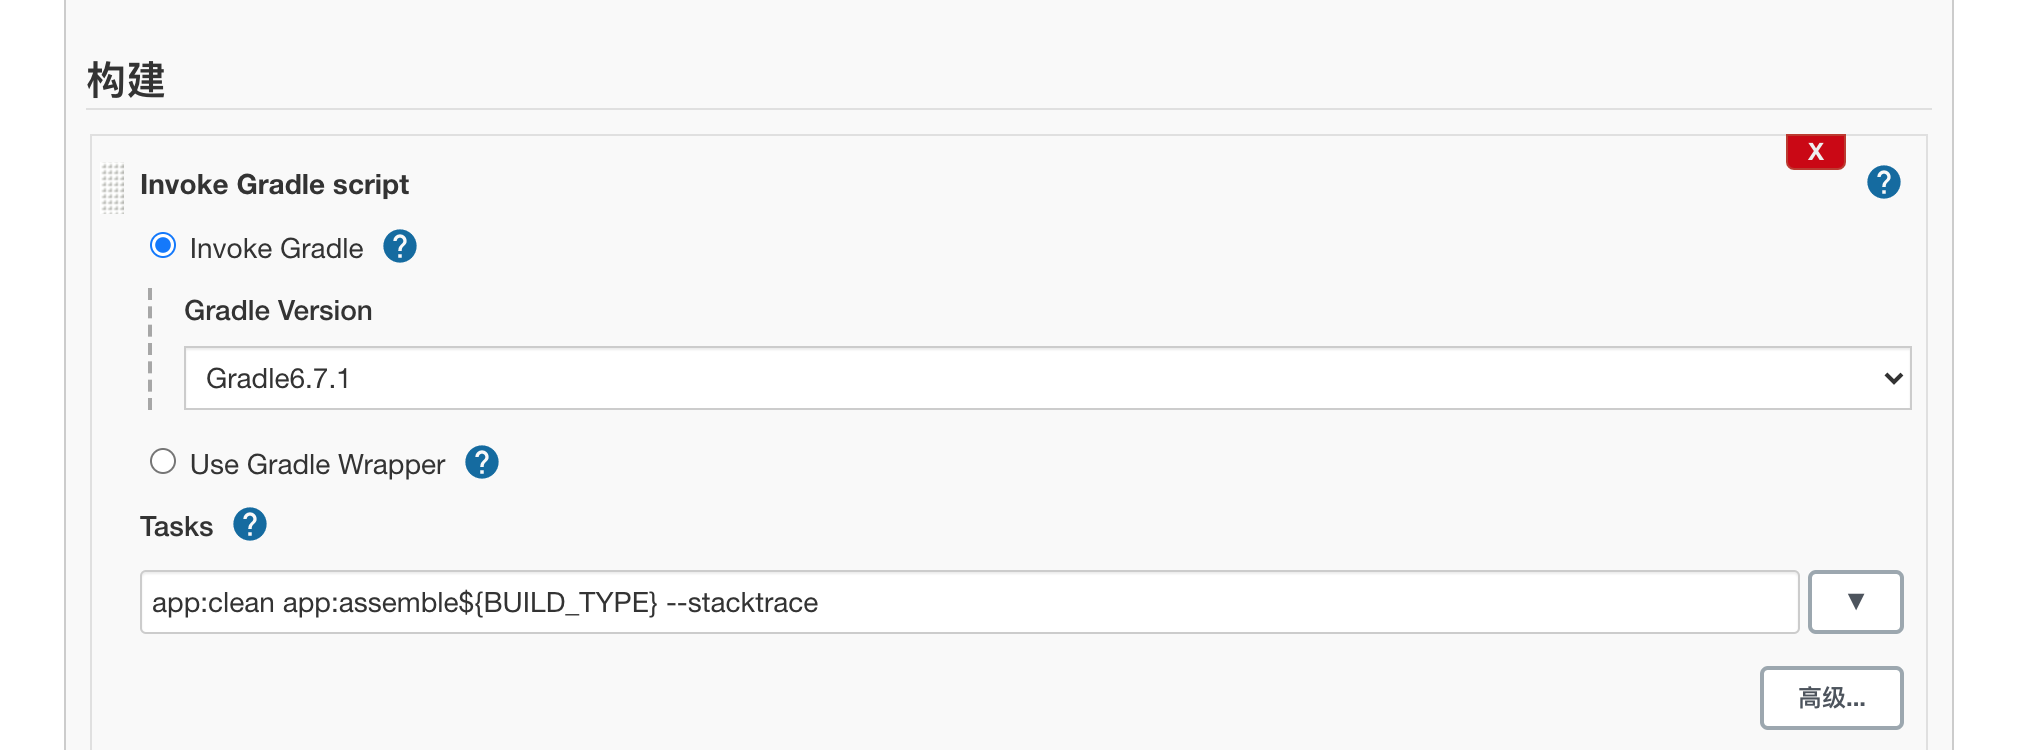 构建
X
Invoke Gradle script ?
Invoke Gradle ?
Gradle Version
Gradle6.7.1
Use Gradle Wrapper ?
Tasks ?
app:clean app:assemble${BUILD_TYPE} --stacktrace ▼
高级...